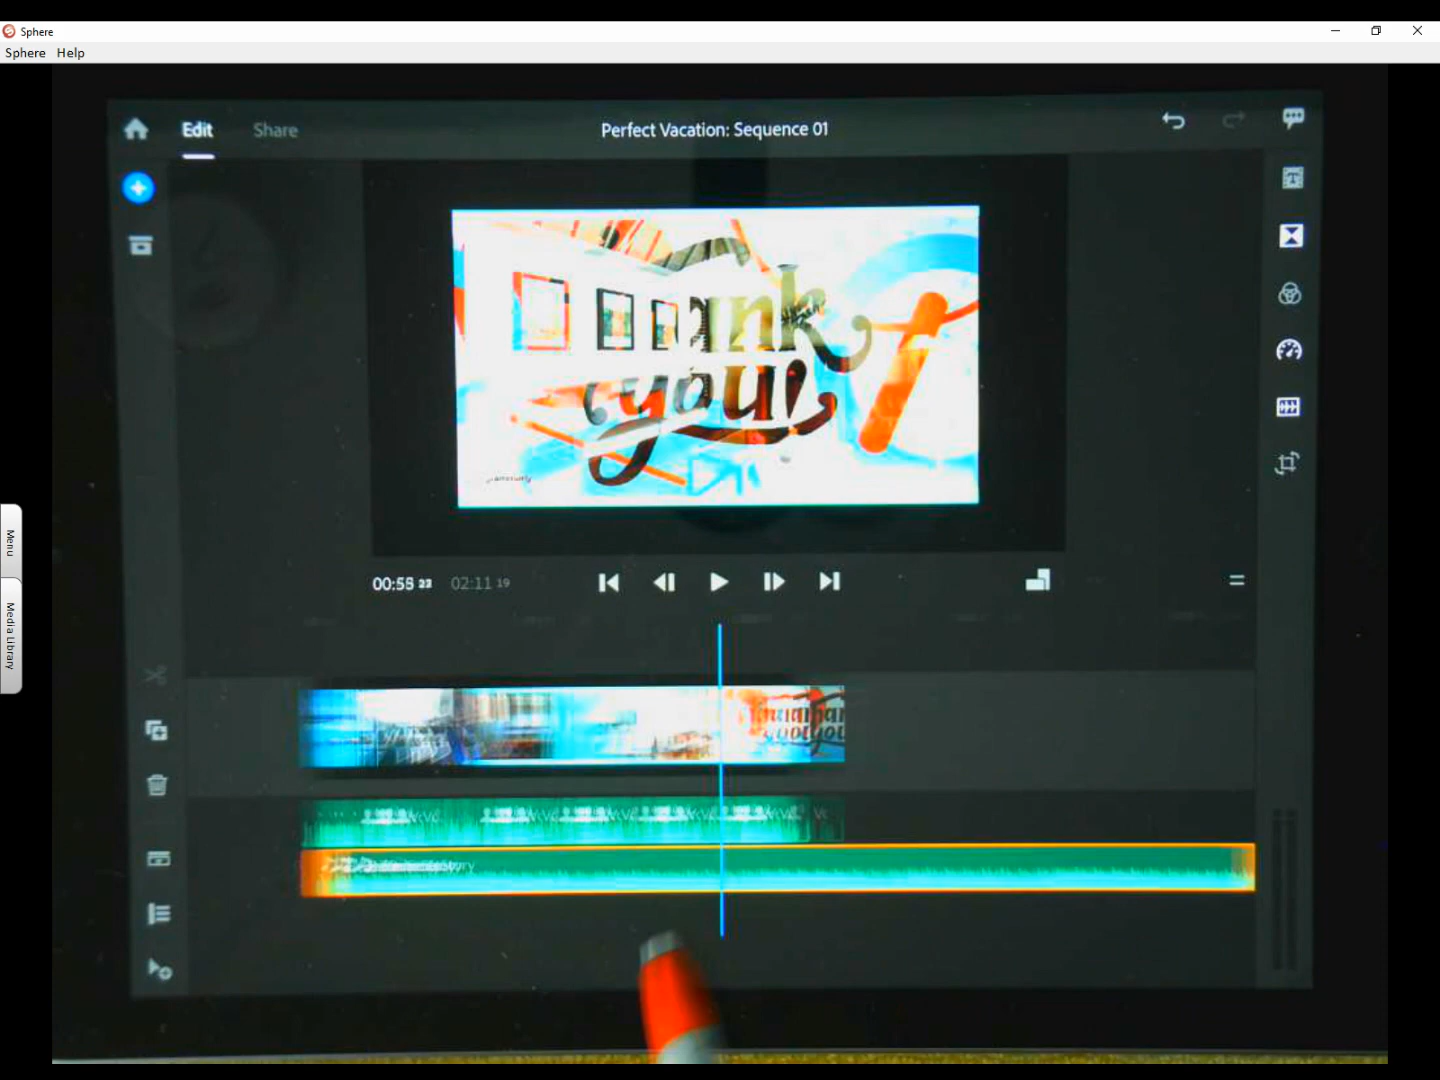 Sphere
Sphere Help
Edit Share Perfect Vacation: Sequence 01
ank
you!
00:55 23 02:11 19
Menu
Media Library